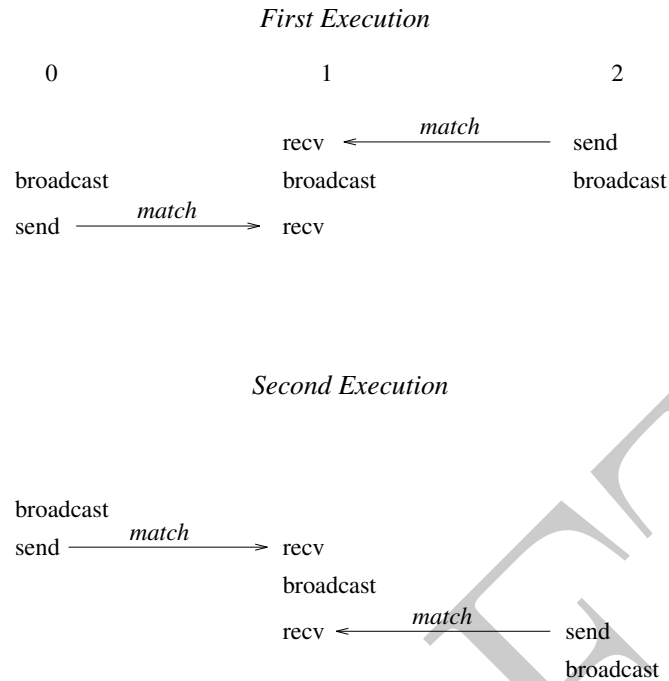 First Execution
0 1 2
match
recv send
broadcast broadcast broadcast
match
send recv
Second Execution
broadcast
match
send recv
broadcast
match
recv send
broadcast